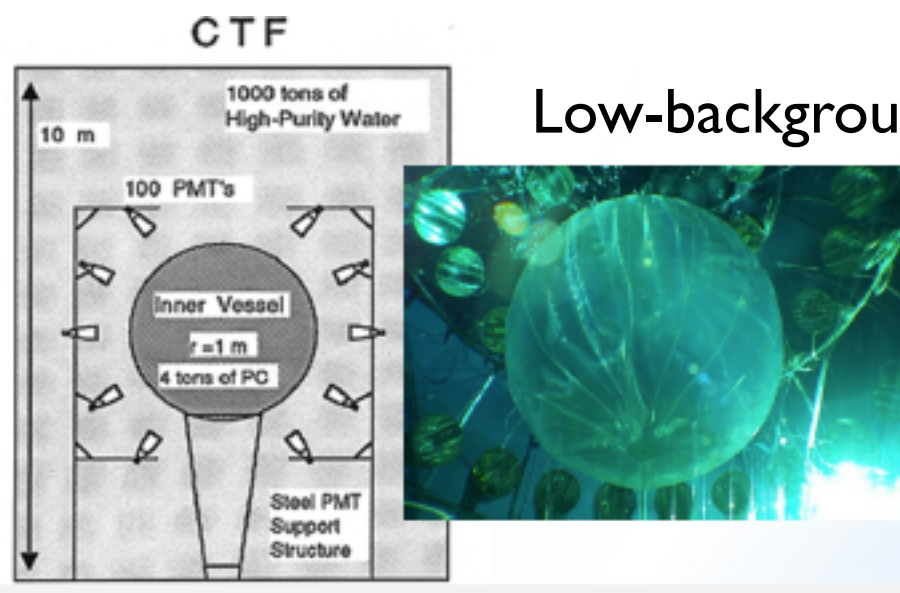 CTF
1000 tons of
High-Purity Water
Low-backgrou
10 m
100 PMT's
Inner Vessel
r=1 m
4 tons of PC
Steel PMT
Support
Structure